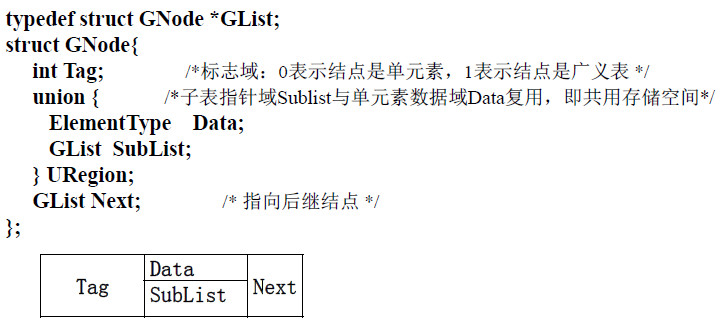 typedef struct GNode *GList;
struct GNode{
int Tag; /*标志域：0表示结点是单元素，1表示结点是广义表 */
union { /*子表指针域Sublist与单元素数据域Data复用，即共用存储空间*/
ElementType Data;
GList SubList;
} URegion;
GList Next; /* 指向后继结点 */
};
Tag
Data
SubList
Next